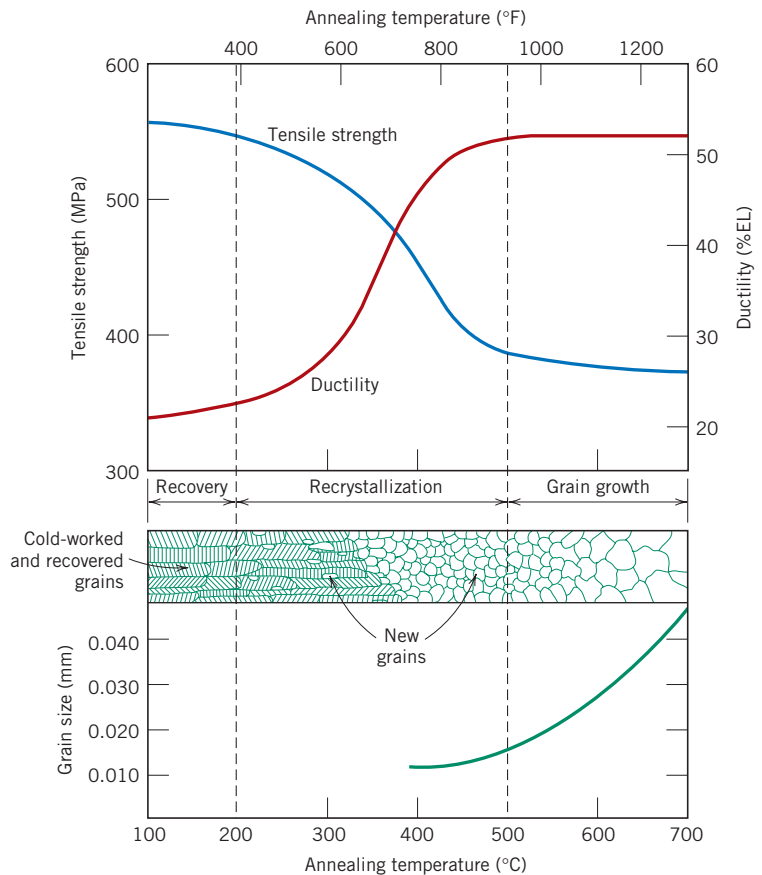 Annealing temperature (°F)
400 600 800 1000 1200
600 60
Tensile strength
50
500
Tensile strength (MPa)
40
Ductility (%EL)
400
30
Ductility
20
300
Recovery Recrystallization Grain growth
Cold-worked
and recovered
grains
New
grains
0.040
0.030
0.020
0.010
Grain size (mm)
100 200 300 400 500 600 700
Annealing temperature (°C)